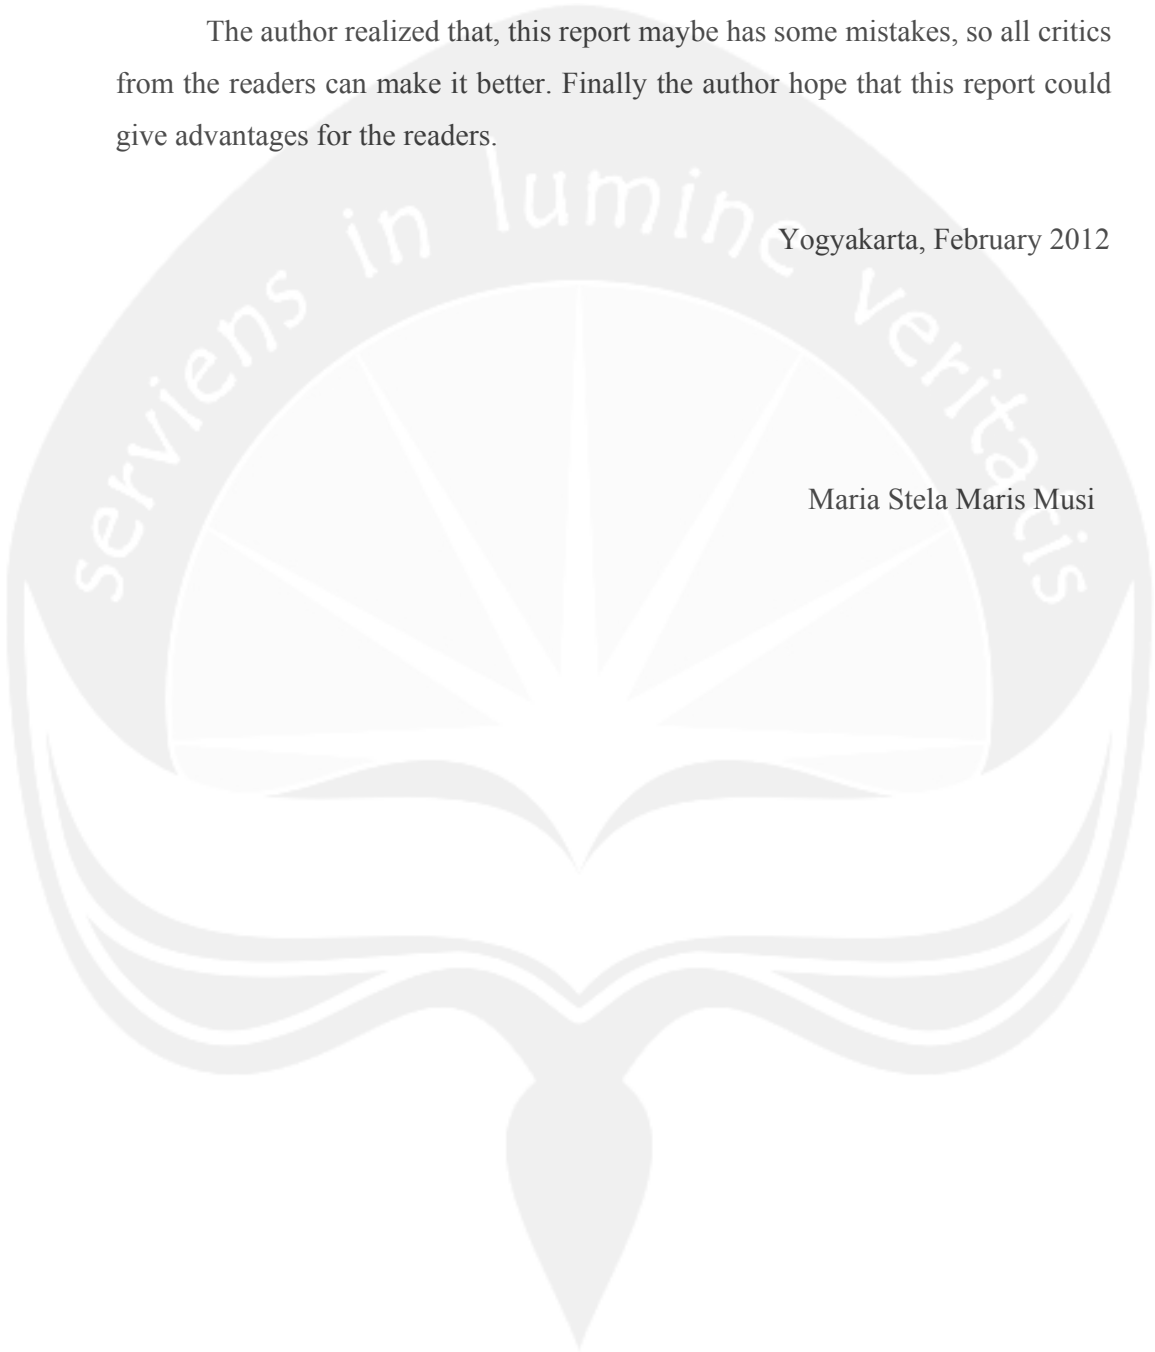 The author realized that, this report maybe has some mistakes, so all critics
from the readers can make it better. Finally the author hope that this report could
give advantages for the readers.
serviens in lumine veritatis
Yogyakarta, February 2012
Maria Stela Maris Musi